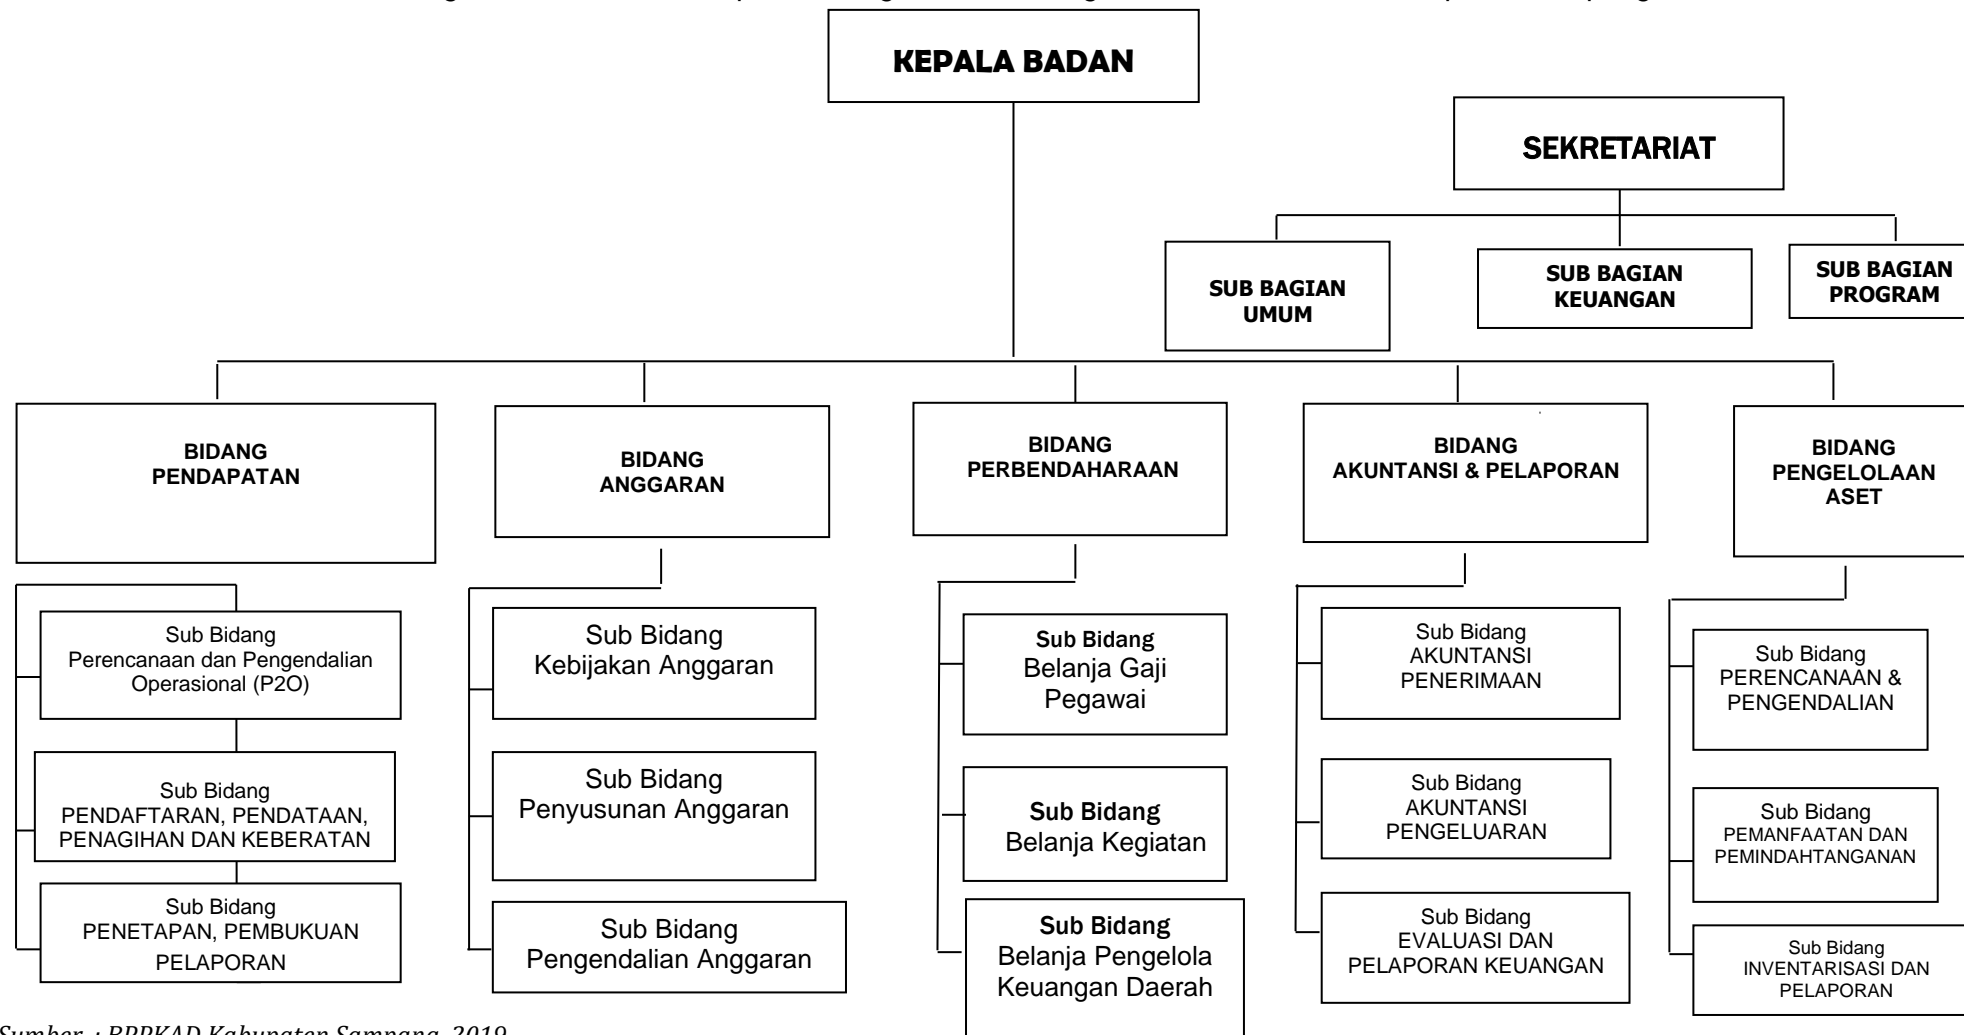 KEPALA BADAN
SEKRETARIAT
SUB BAGIAN
UMUM
SUB BAGIAN
KEUANGAN
SUB BAGIAN
PROGRAM
BIDANG
PENDAPATAN
BIDANG
ANGGARAN
BIDANG
PERBENDAHARAAN
BIDANG
AKUNTANSI & PELAPORAN
BIDANG
PENGELOLAAN
ASET
Sub Bidang
Perencanaan dan Pengendalian
Operasional (P2O)
Sub Bidang
PENDAFTARAN, PENDATAAN,
PENAGIHAN DAN KEBERATAN
Sub Bidang
PENETAPAN, PEMBUKUAN
PELAPORAN
Sub Bidang
Kebijakan Anggaran
Sub Bidang
Penyusunan Anggaran
Sub Bidang
Pengendalian Anggaran
Sub Bidang
Belanja Gaji
Pegawai
Sub Bidang
Belanja Kegiatan
Sub Bidang
Belanja Pengelola
Keuangan Daerah
Sub Bidang
AKUNTANSI
PENERIMAAN
Sub Bidang
AKUNTANSI
PENGELUARAN
Sub Bidang
EVALUASI DAN
PELAPORAN KEUANGAN
Sub Bidang
PERENCANAAN &
PENGENDALIAN
Sub Bidang
PEMANFAATAN DAN
PEMINDAHTANGANAN
Sub Bidang
INVENTARISASI DAN
PELAPORAN
Sumber : BPPKAD Kabupaten Sampang, 2019